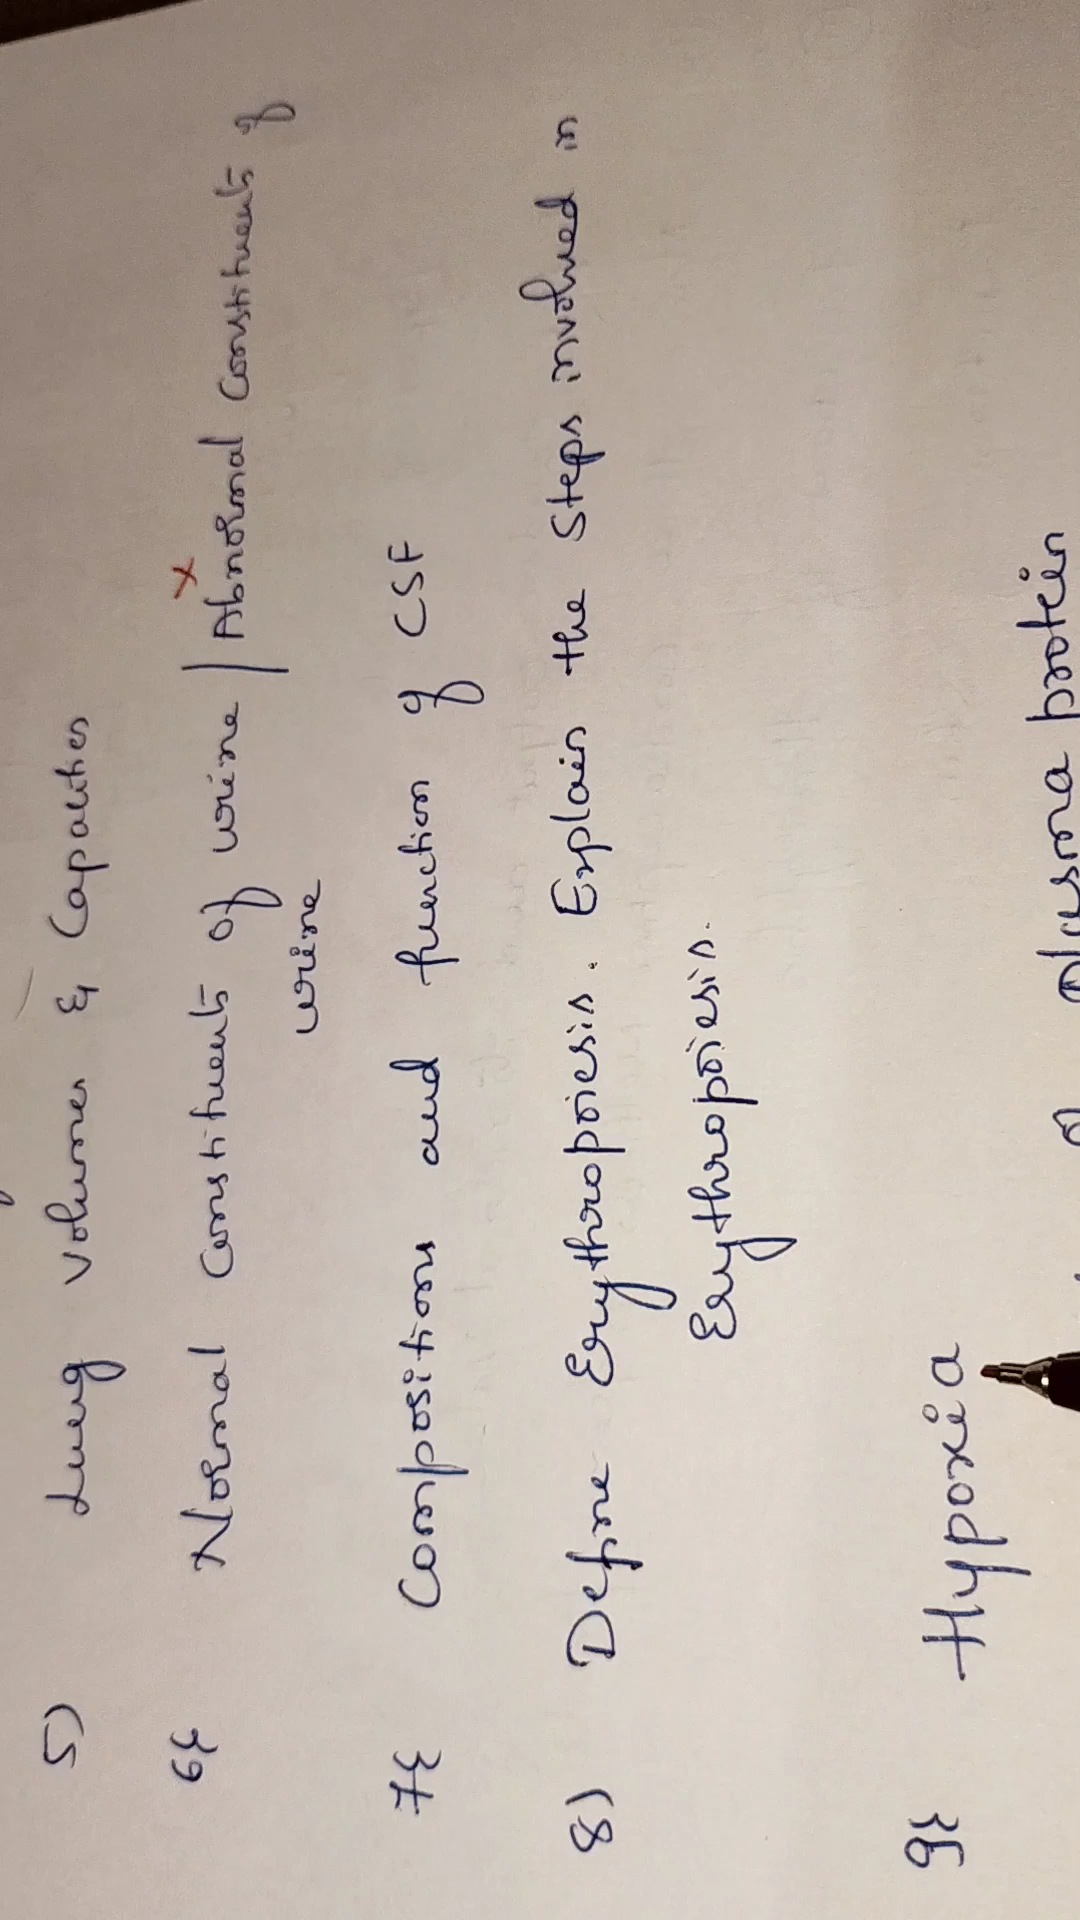 5) Lung volumes & Capacities
6} Normal Constituents of urine / Abnormal Constituents of
urine
7} Compositions and function of CSF
8) Define Erythropoiesis. Explain the Steps involved in
Erythropoiesis.
9} Hypoxia
plasma protein